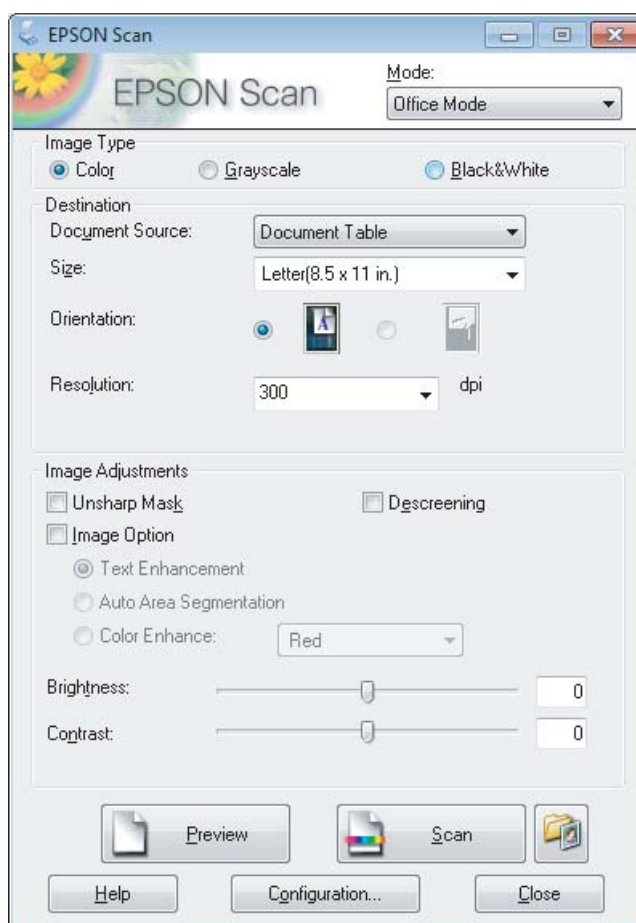 EPSON Scan
EPSON Scan
Mode:
Office Mode
Image Type
Color Grayscale Black&White
Destination
Document Source: Document Table
Size: Letter(8.5 x 11 in.)
Orientation: A
Resolution: 300 dpi
Image Adjustments
Unsharp Mask Descreening
Image Option
Text Enhancement
Auto Area Segmentation
Color Enhance: Red
Brightness: 0
Contrast: 0
Preview Scan
Help Configuration... Close